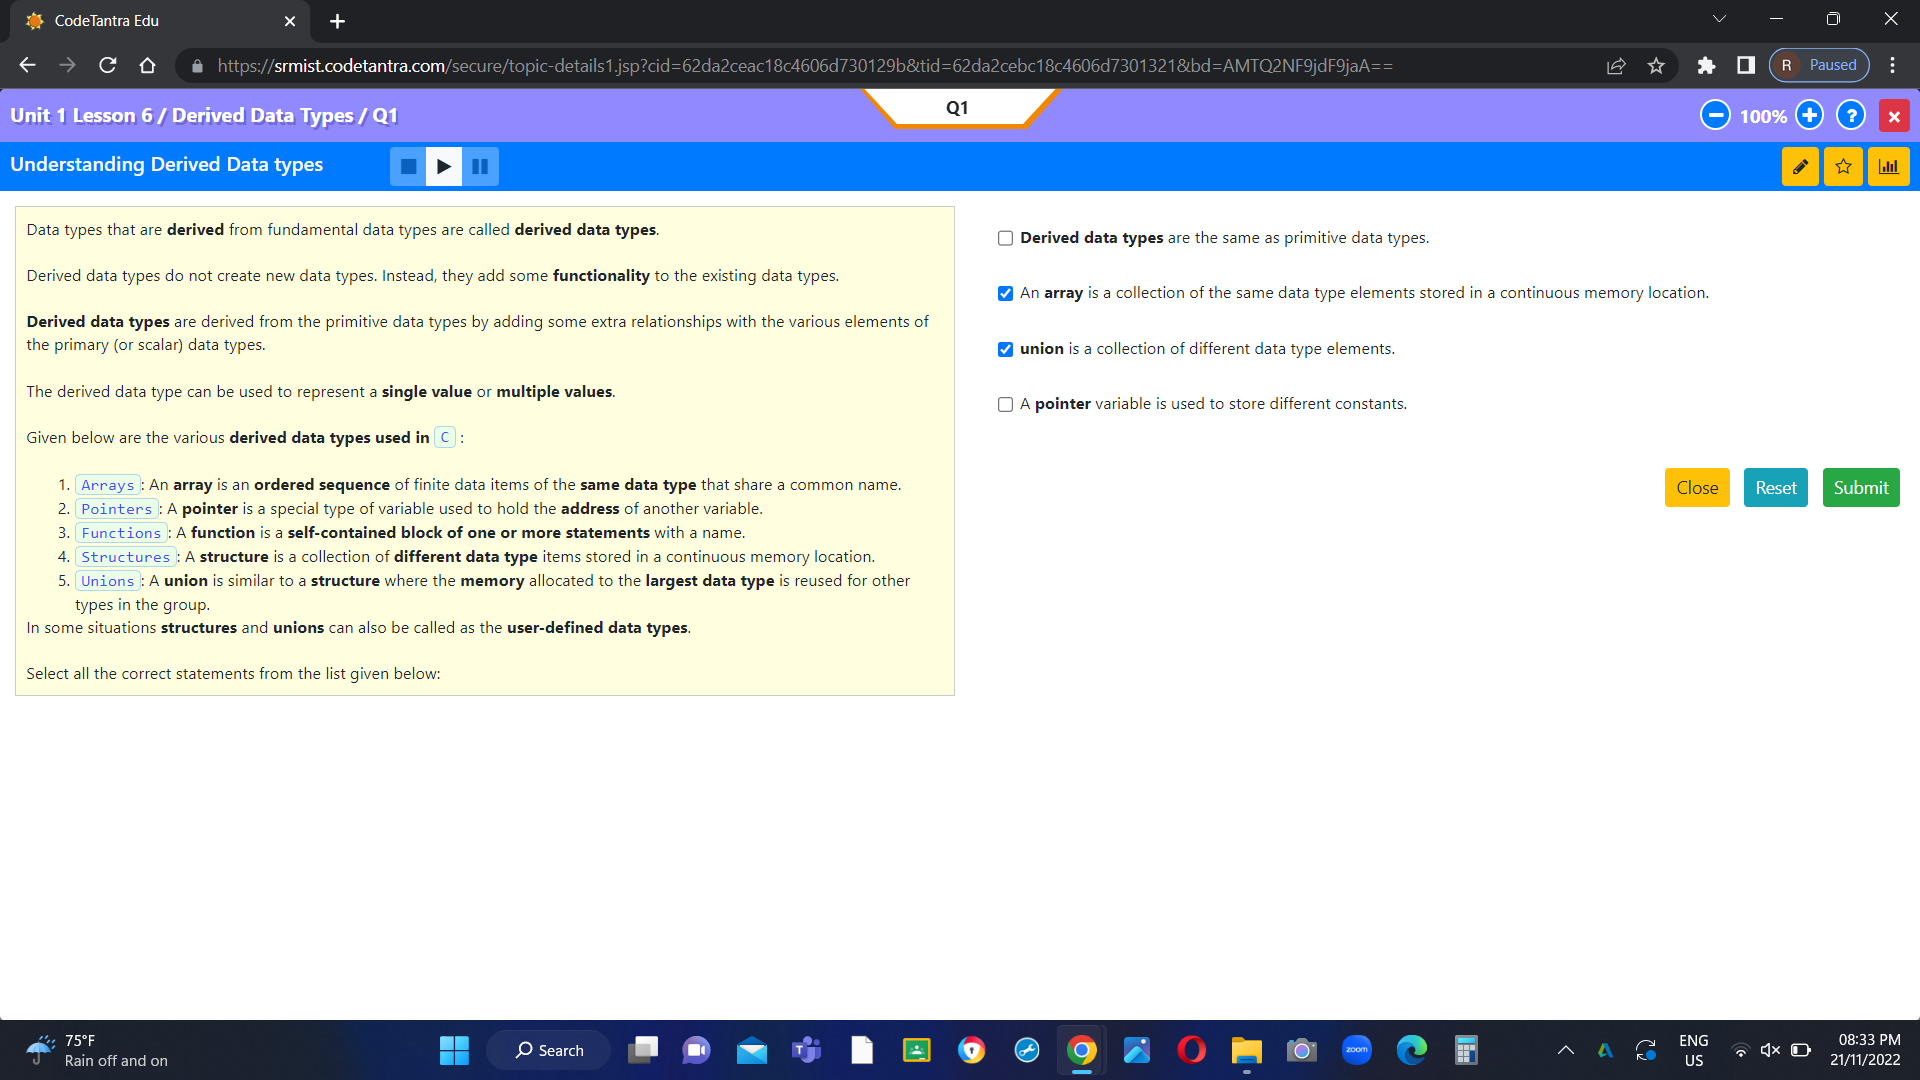 CodeTantra Edu
https://srmist.codetantra.com/secure/topic-details1.jsp?cid=62da2ceac18c4606d730129b&tid=62da2cebc18c4606d7301321&bd=AMTQ2NF9jdF9jaA==
R Paused
Unit 1 Lesson 6 / Derived Data Types / Q1
Q1
100%
?
Understanding Derived Data types
Data types that are derived from fundamental data types are called derived data types.
Derived data types do not create new data types. Instead, they add some functionality to the existing data types.
Derived data types are derived from the primitive data types by adding some extra relationships with the various elements of
the primary (or scalar) data types.
The derived data type can be used to represent a single value or multiple values.
Given below are the various derived data types used in C :
1. Arrays : An array is an ordered sequence of finite data items of the same data type that share a common name.
2. Pointers : A pointer is a special type of variable used to hold the address of another variable.
3. Functions : A function is a self-contained block of one or more statements with a name.
4. Structures : A structure is a collection of different data type items stored in a continuous memory location.
5. Unions : A union is similar to a structure where the memory allocated to the largest data type is reused for other
types in the group.
In some situations structures and unions can also be called as the user-defined data types.
Select all the correct statements from the list given below:
Derived data types are the same as primitive data types.
An array is a collection of the same data type elements stored in a continuous memory location.
union is a collection of different data type elements.
A pointer variable is used to store different constants.
Close
Reset
Submit
75°F
Rain off and on
Search
zoom
ENG
US
08:33 PM
21/11/2022